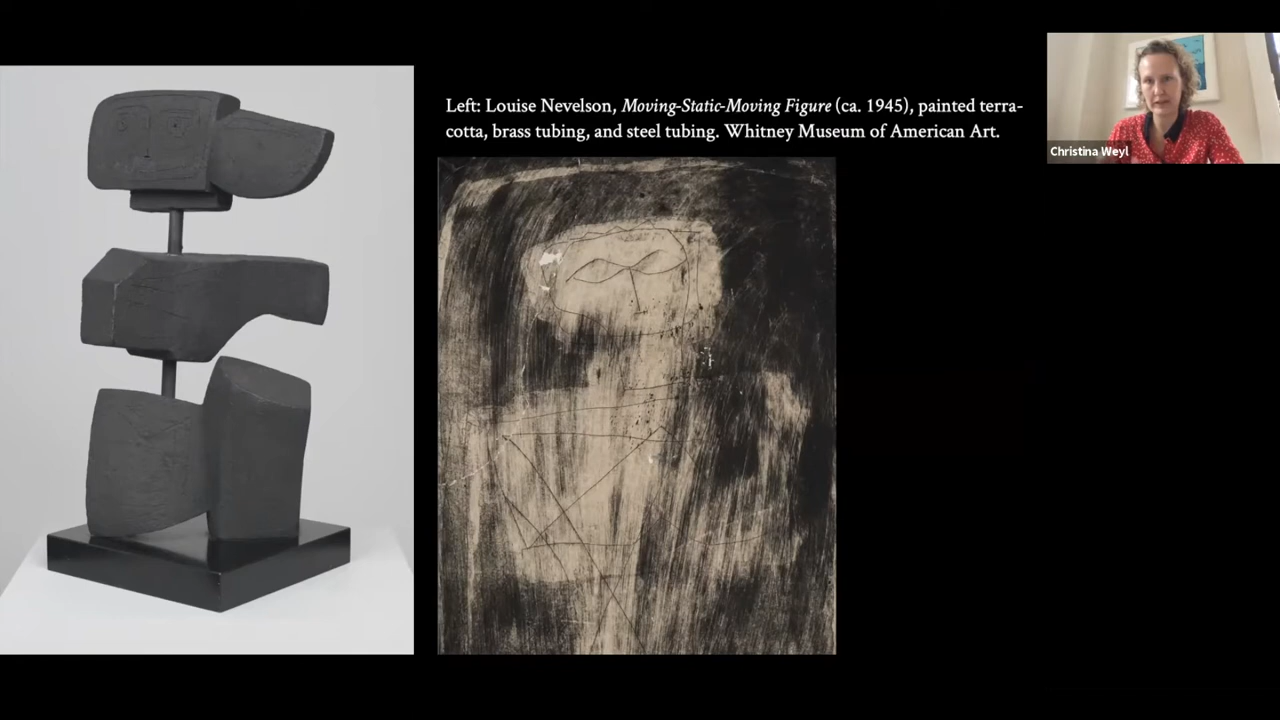 Left: Louise Nevelson, Moving-Static-Moving Figure (ca. 1945), painted terra-
cotta, brass tubing, and steel tubing. Whitney Museum of American Art.
Christina Weyl